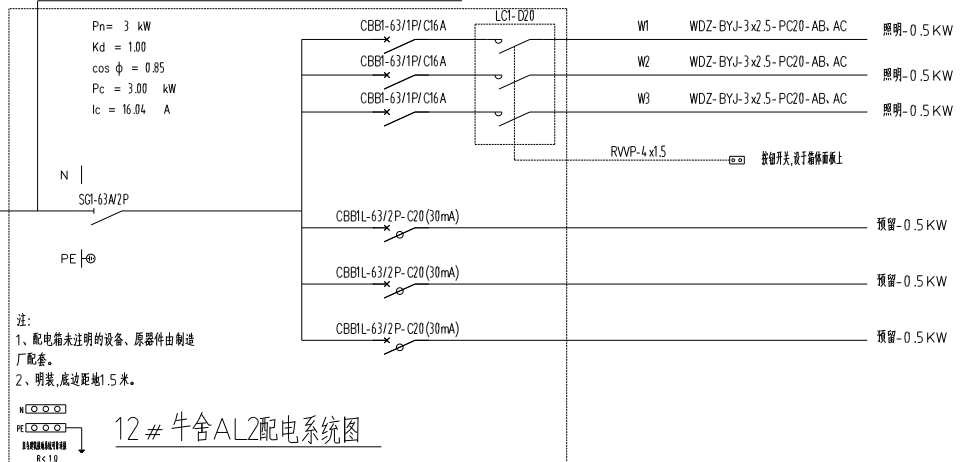 Pn= 3 kW
Kd = 1.00
cos ϕ = 0.85
Pc = 3.00 kW
Ic = 16.04 A
LC1-D20
CBB1-63/1P/C16A W1 WDZ-BYJ-3x2.5-PC20-AB、AC 照明-0.5KW
CBB1-63/1P/C16A W2 WDZ-BYJ-3x2.5-PC20-AB、AC 照明-0.5KW
CBB1-63/1P/C16A W3 WDZ-BYJ-3x2.5-PC20-AB、AC 照明-0.5KW
RVVP-4x1.5 按钮开关,设于箱体面板上
N
SG1-63A/2P
PE
CBB1L-63/2P-C20(30mA) 预留-0.5KW
CBB1L-63/2P-C20(30mA) 预留-0.5KW
CBB1L-63/2P-C20(30mA) 预留-0.5KW
注:
1、配电箱未注明的设备、原器件由制造
厂配套。
2、明装,底边距地1.5米。
N
PE
R<1Ω
12# 牛舍AL2配电系统图